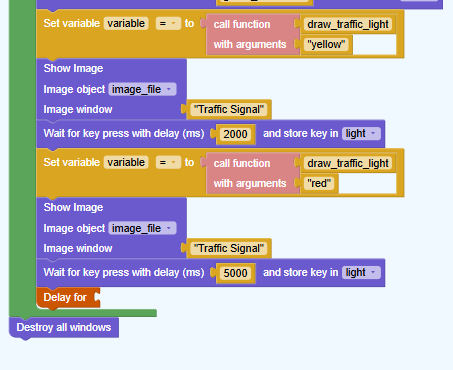 Set variable variable = to call function draw_traffic_light
with arguments "yellow"
Show Image
Image object image_file
Image window "Traffic Signal"
Wait for key press with delay (ms) 2000 and store key in light
Set variable variable = to call function draw_traffic_light
with arguments "red"
Show Image
Image object image_file
Image window "Traffic Signal"
Wait for key press with delay (ms) 5000 and store key in light
Delay for
Destroy all windows